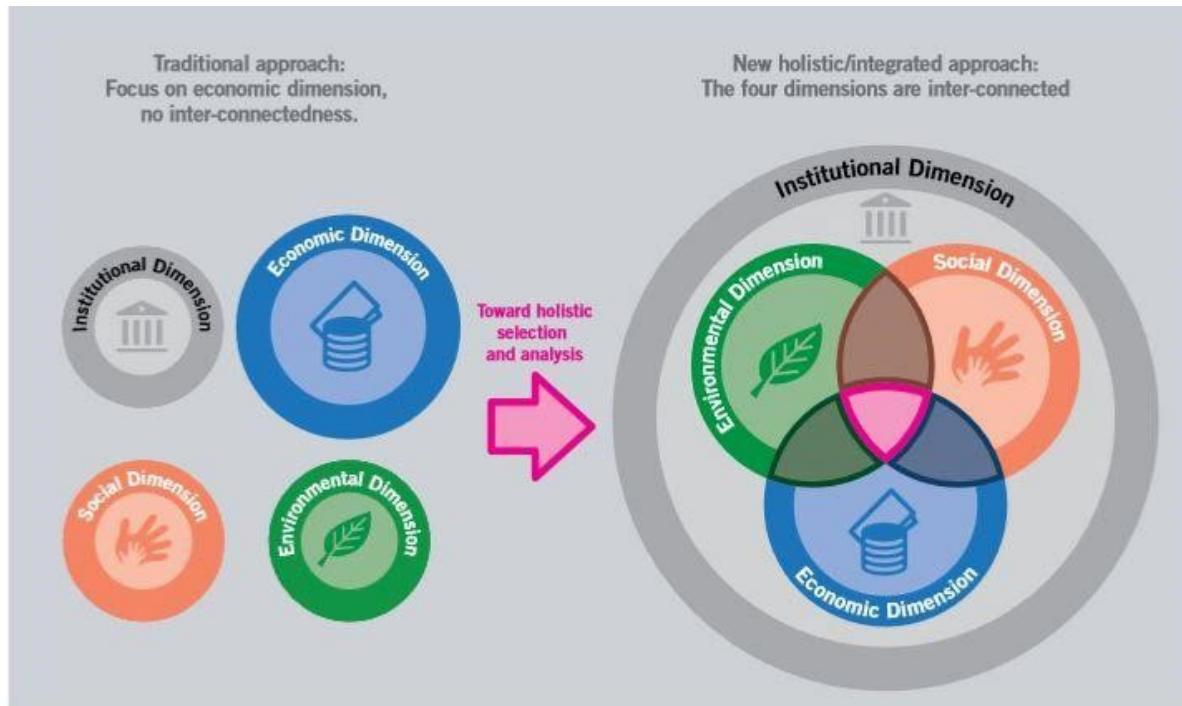 Traditional approach:
Focus on economic dimension,
no inter-connectedness.
Institutional Dimension
Economic Dimension
Social Dimension
Environmental Dimension
Toward holistic
selection
and analysis
New holistic/integrated approach:
The four dimensions are inter-connected
Institutional Dimension
Environmental Dimension
Social Dimension
Economic Dimension